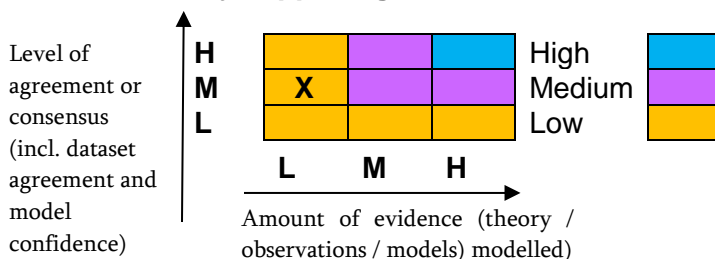 Level of
agreement or
consensus
(incl. dataset
agreement and
model
confidence)
H
M
L
X
High
Medium
Low
L M H
Amount of evidence (theory /
observations / models) modelled)